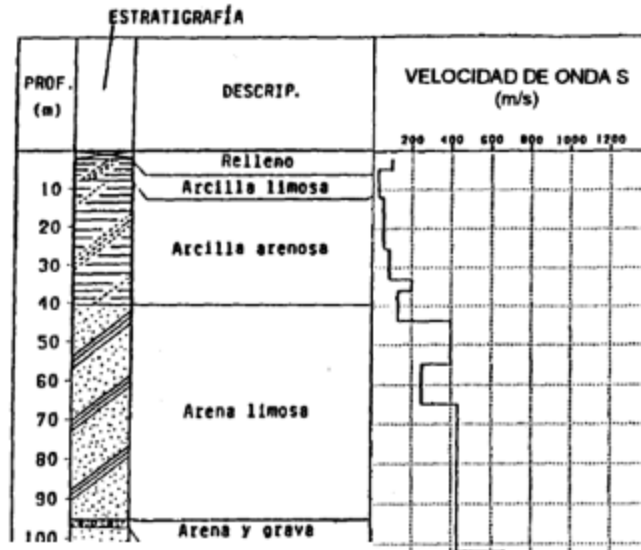 ESTRATIGRAFÍA
PROF.
(m)
DESCRIP.
VELOCIDAD DE ONDA S
(m/s)
200 400 600 800 1000 1200
Relleno
10
Arcilla limosa
20
Arcilla arenosa
30
40
50
60
70
Arena limosa
80
90
Arena y grava
100